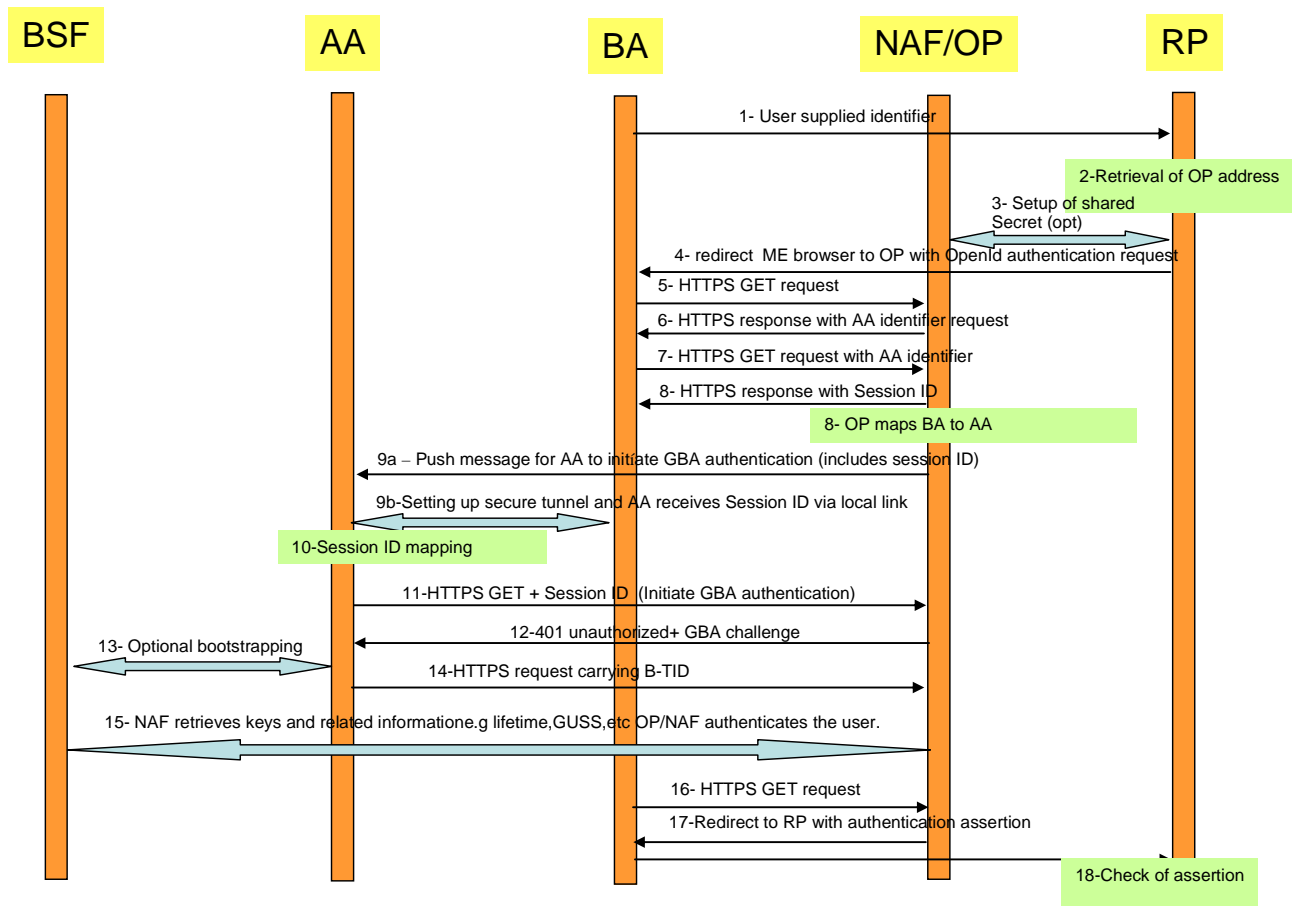 BSF
AA
BA
NAF/OP
RP
1- User supplied identifier
2-Retrieval of OP address
3- Setup of shared
Secret (opt)
4- redirect ME browser to OP with OpenId authentication request
5- HTTPS GET request
6- HTTPS response with AA identifier request
7- HTTPS GET request with AA identifier
8- HTTPS response with Session ID
8- OP maps BA to AA
9a – Push message for AA to initiate GBA authentication (includes session ID)
9b-Setting up secure tunnel and AA receives Session ID via local link
10-Session ID mapping
11-HTTPS GET + Session ID (Initiate GBA authentication)
12-401 unauthorized+ GBA challenge
13- Optional bootstrapping
14-HTTPS request carrying B-TID
15- NAF retrieves keys and related informatione.g lifetime,GUSS,etc OP/NAF authenticates the user.
16- HTTPS GET request
17-Redirect to RP with authentication assertion
18-Check of assertion